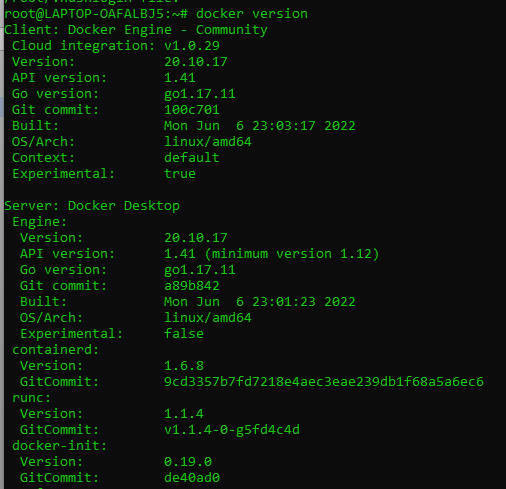 root@LAPTOP-OAFALBJ5:~# docker version
Client: Docker Engine - Community
 Cloud integration: v1.0.29
 Version:           20.10.17
 API version:       1.41
 Go version:        go1.17.11
 Git commit:        100c701
 Built:             Mon Jun  6 23:03:17 2022
 OS/Arch:           linux/amd64
 Context:           default
 Experimental:      true

Server: Docker Desktop
 Engine:
  Version:          20.10.17
  API version:      1.41 (minimum version 1.12)
  Go version:       go1.17.11
  Git commit:       a89b842
  Built:            Mon Jun  6 23:01:23 2022
  OS/Arch:          linux/amd64
  Experimental:     false
 containerd:
  Version:          1.6.8
  GitCommit:        9cd3357b7fd7218e4aec3eae239db1f68a5a6ec6
 runc:
  Version:          1.1.4
  GitCommit:        v1.1.4-0-g5fd4c4d
 docker-init:
  Version:          0.19.0
  GitCommit:        de40ad0